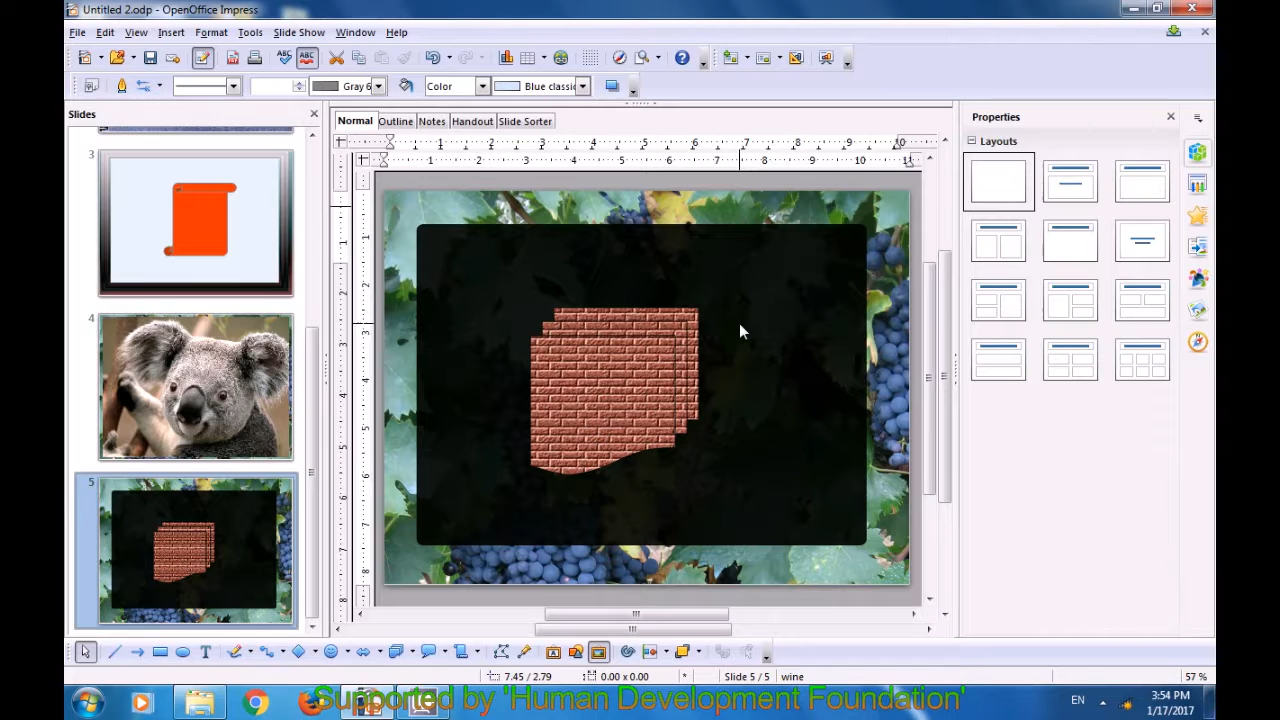 Untitled 2.odp - OpenOffice Impress
File Edit View Insert Format Tools Slide Show Window Help
Gray 6 Color Blue classic
Slides
Normal Outline Notes Handout Slide Sorter
Properties
Layouts
3
4
5
7.45 / 2.79 0.00 x 0.00 * Slide 5 / 5 wine 57 %
EN 3:54 PM
1/17/2017
Supported by 'Human Development Foundation'